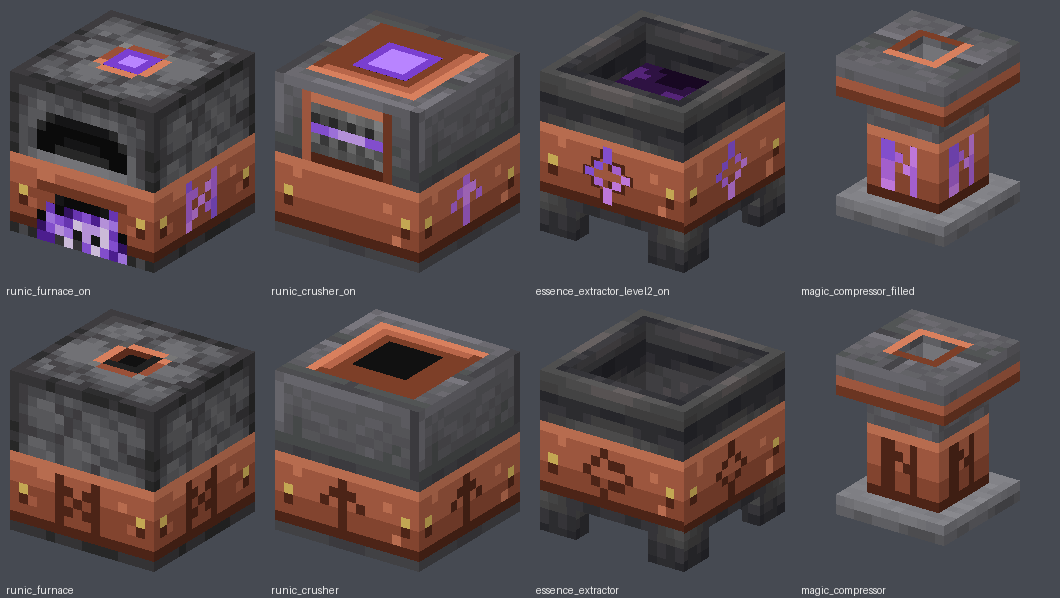 runic_furnace_on
runic_crusher_on
essence_extractor_level2_on
magic_compressor_filled
runic_furnace
runic_crusher
essence_extractor
magic_compressor